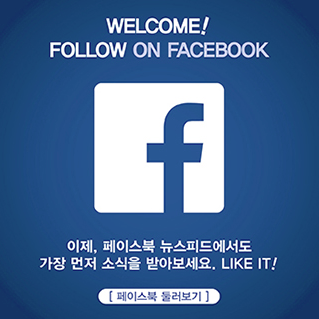 WELCOME!
FOLLOW ON FACEBOOK
f
이제, 페이스북 뉴스피드에서도
가장 먼저 소식을 받아보세요. LIKE IT!
[ 페이스북 둘러보기 ]